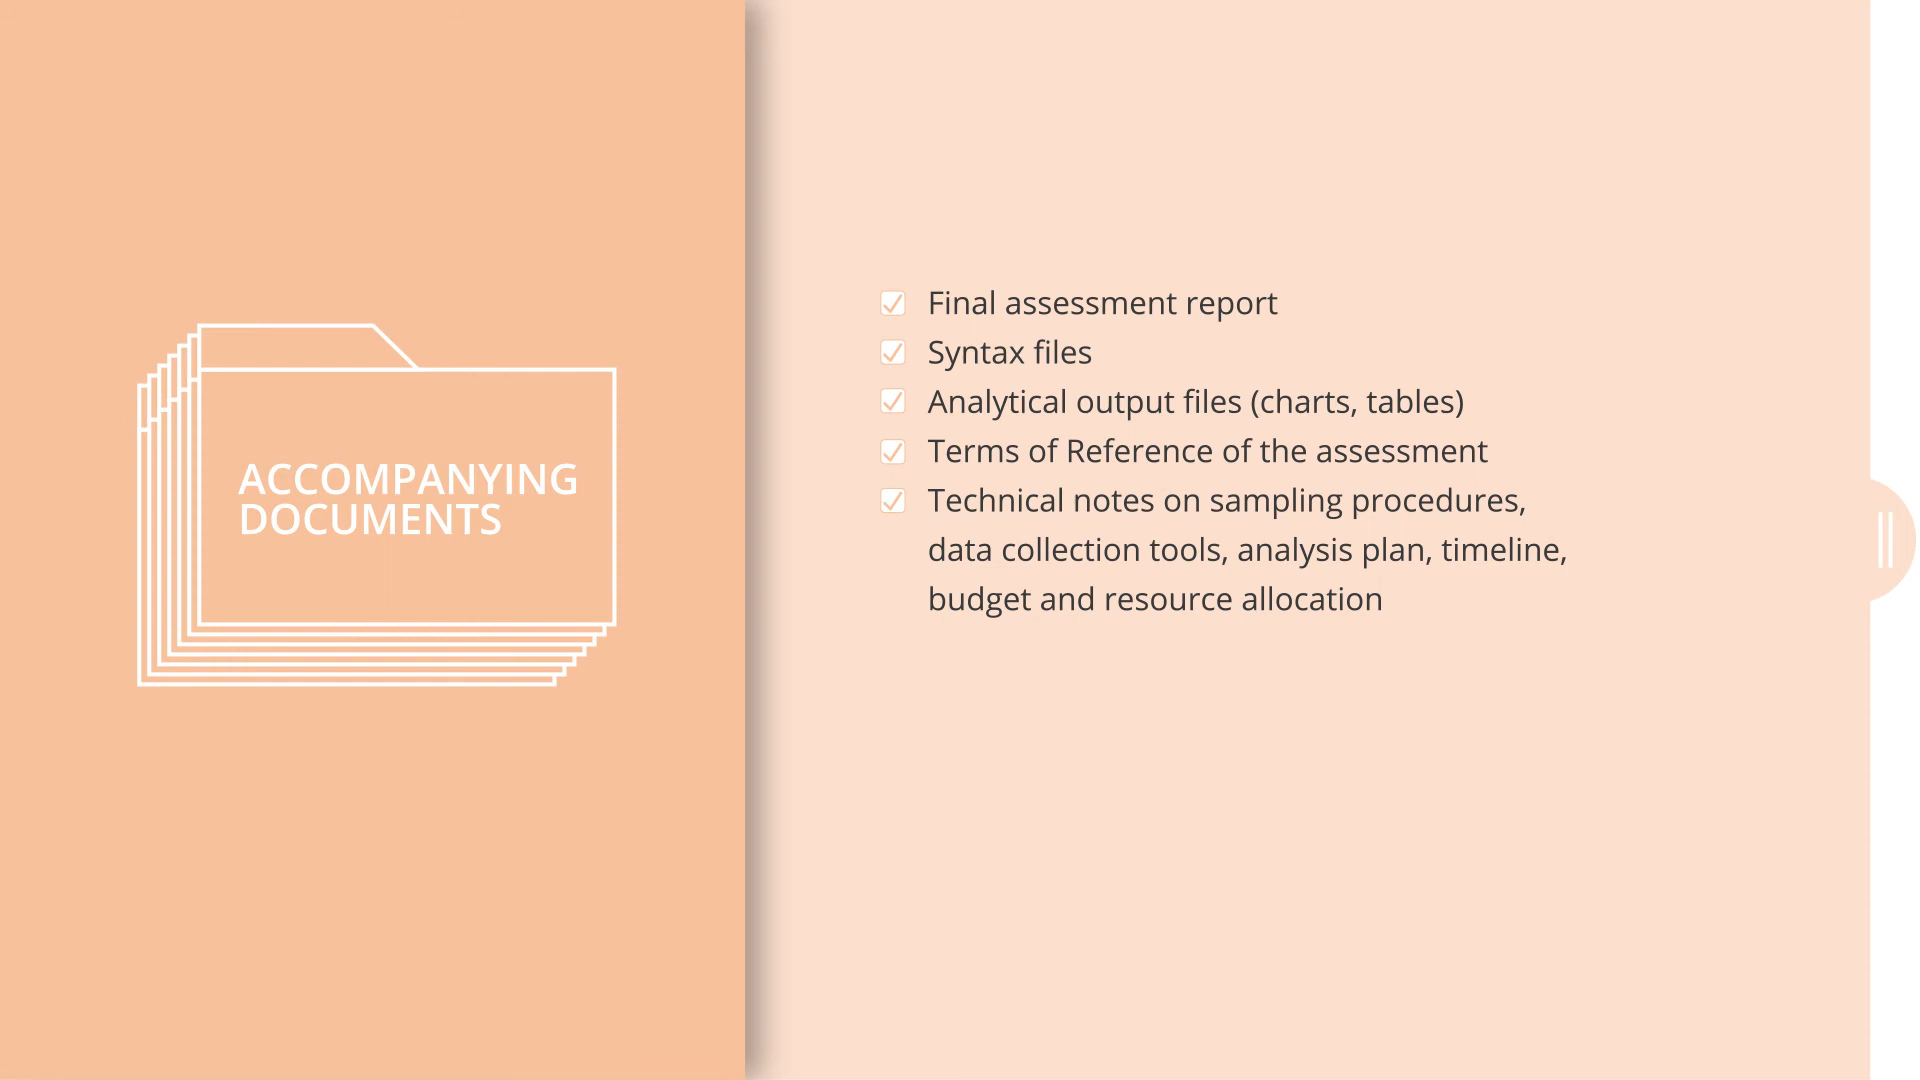 ACCOMPANYING
DOCUMENTS
Final assessment report
Syntax files
Analytical output files (charts, tables)
Terms of Reference of the assessment
Technical notes on sampling procedures,
data collection tools, analysis plan, timeline,
budget and resource allocation